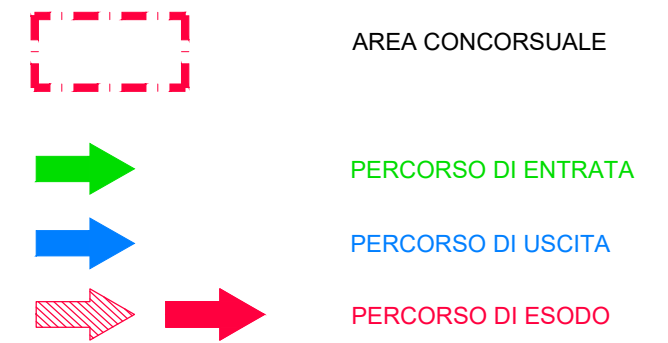 AREA CONCORSUALE
PERCORSO DI ENTRATA
PERCORSO DI USCITA
PERCORSO DI ESODO